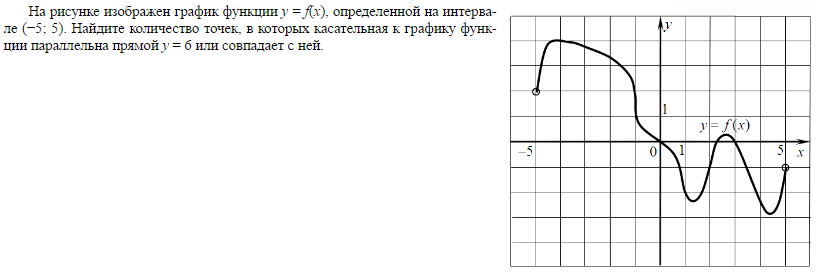 На рисунке изображен график функции y = f(x), определенной на интерва-
ле (−5; 5). Найдите количество точек, в которых касательная к графику функ-
ции параллельна прямой y = 6 или совпадает с ней.
y
1
y = f (x)
−5 0 1 5 x